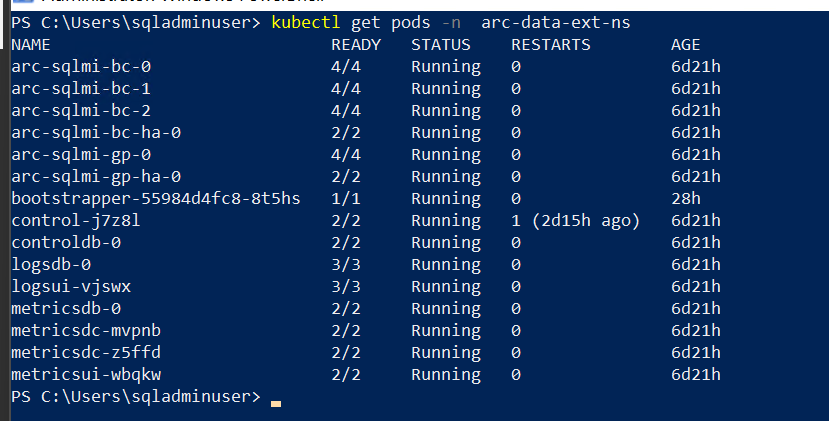 PS C:\Users\sqladminuser> kubectl get pods -n  arc-data-ext-ns
NAME                            READY   STATUS    RESTARTS        AGE
arc-sqlmi-bc-0                  4/4     Running   0               6d21h
arc-sqlmi-bc-1                  4/4     Running   0               6d21h
arc-sqlmi-bc-2                  4/4     Running   0               6d21h
arc-sqlmi-bc-ha-0               2/2     Running   0               6d21h
arc-sqlmi-gp-0                  4/4     Running   0               6d21h
arc-sqlmi-gp-ha-0               2/2     Running   0               6d21h
bootstrapper-55984d4fc8-8t5hs   1/1     Running   0               28h
control-j7z8l                   2/2     Running   1 (2d15h ago)   6d21h
controldb-0                     2/2     Running   0               6d21h
logsdb-0                        3/3     Running   0               6d21h
logsui-vjswx                    3/3     Running   0               6d21h
metricsdb-0                     2/2     Running   0               6d21h
metricsdc-mvpnb                 2/2     Running   0               6d21h
metricsdc-z5ffd                 2/2     Running   0               6d21h
metricsui-wbqkw                 2/2     Running   0               6d21h
PS C:\Users\sqladminuser>